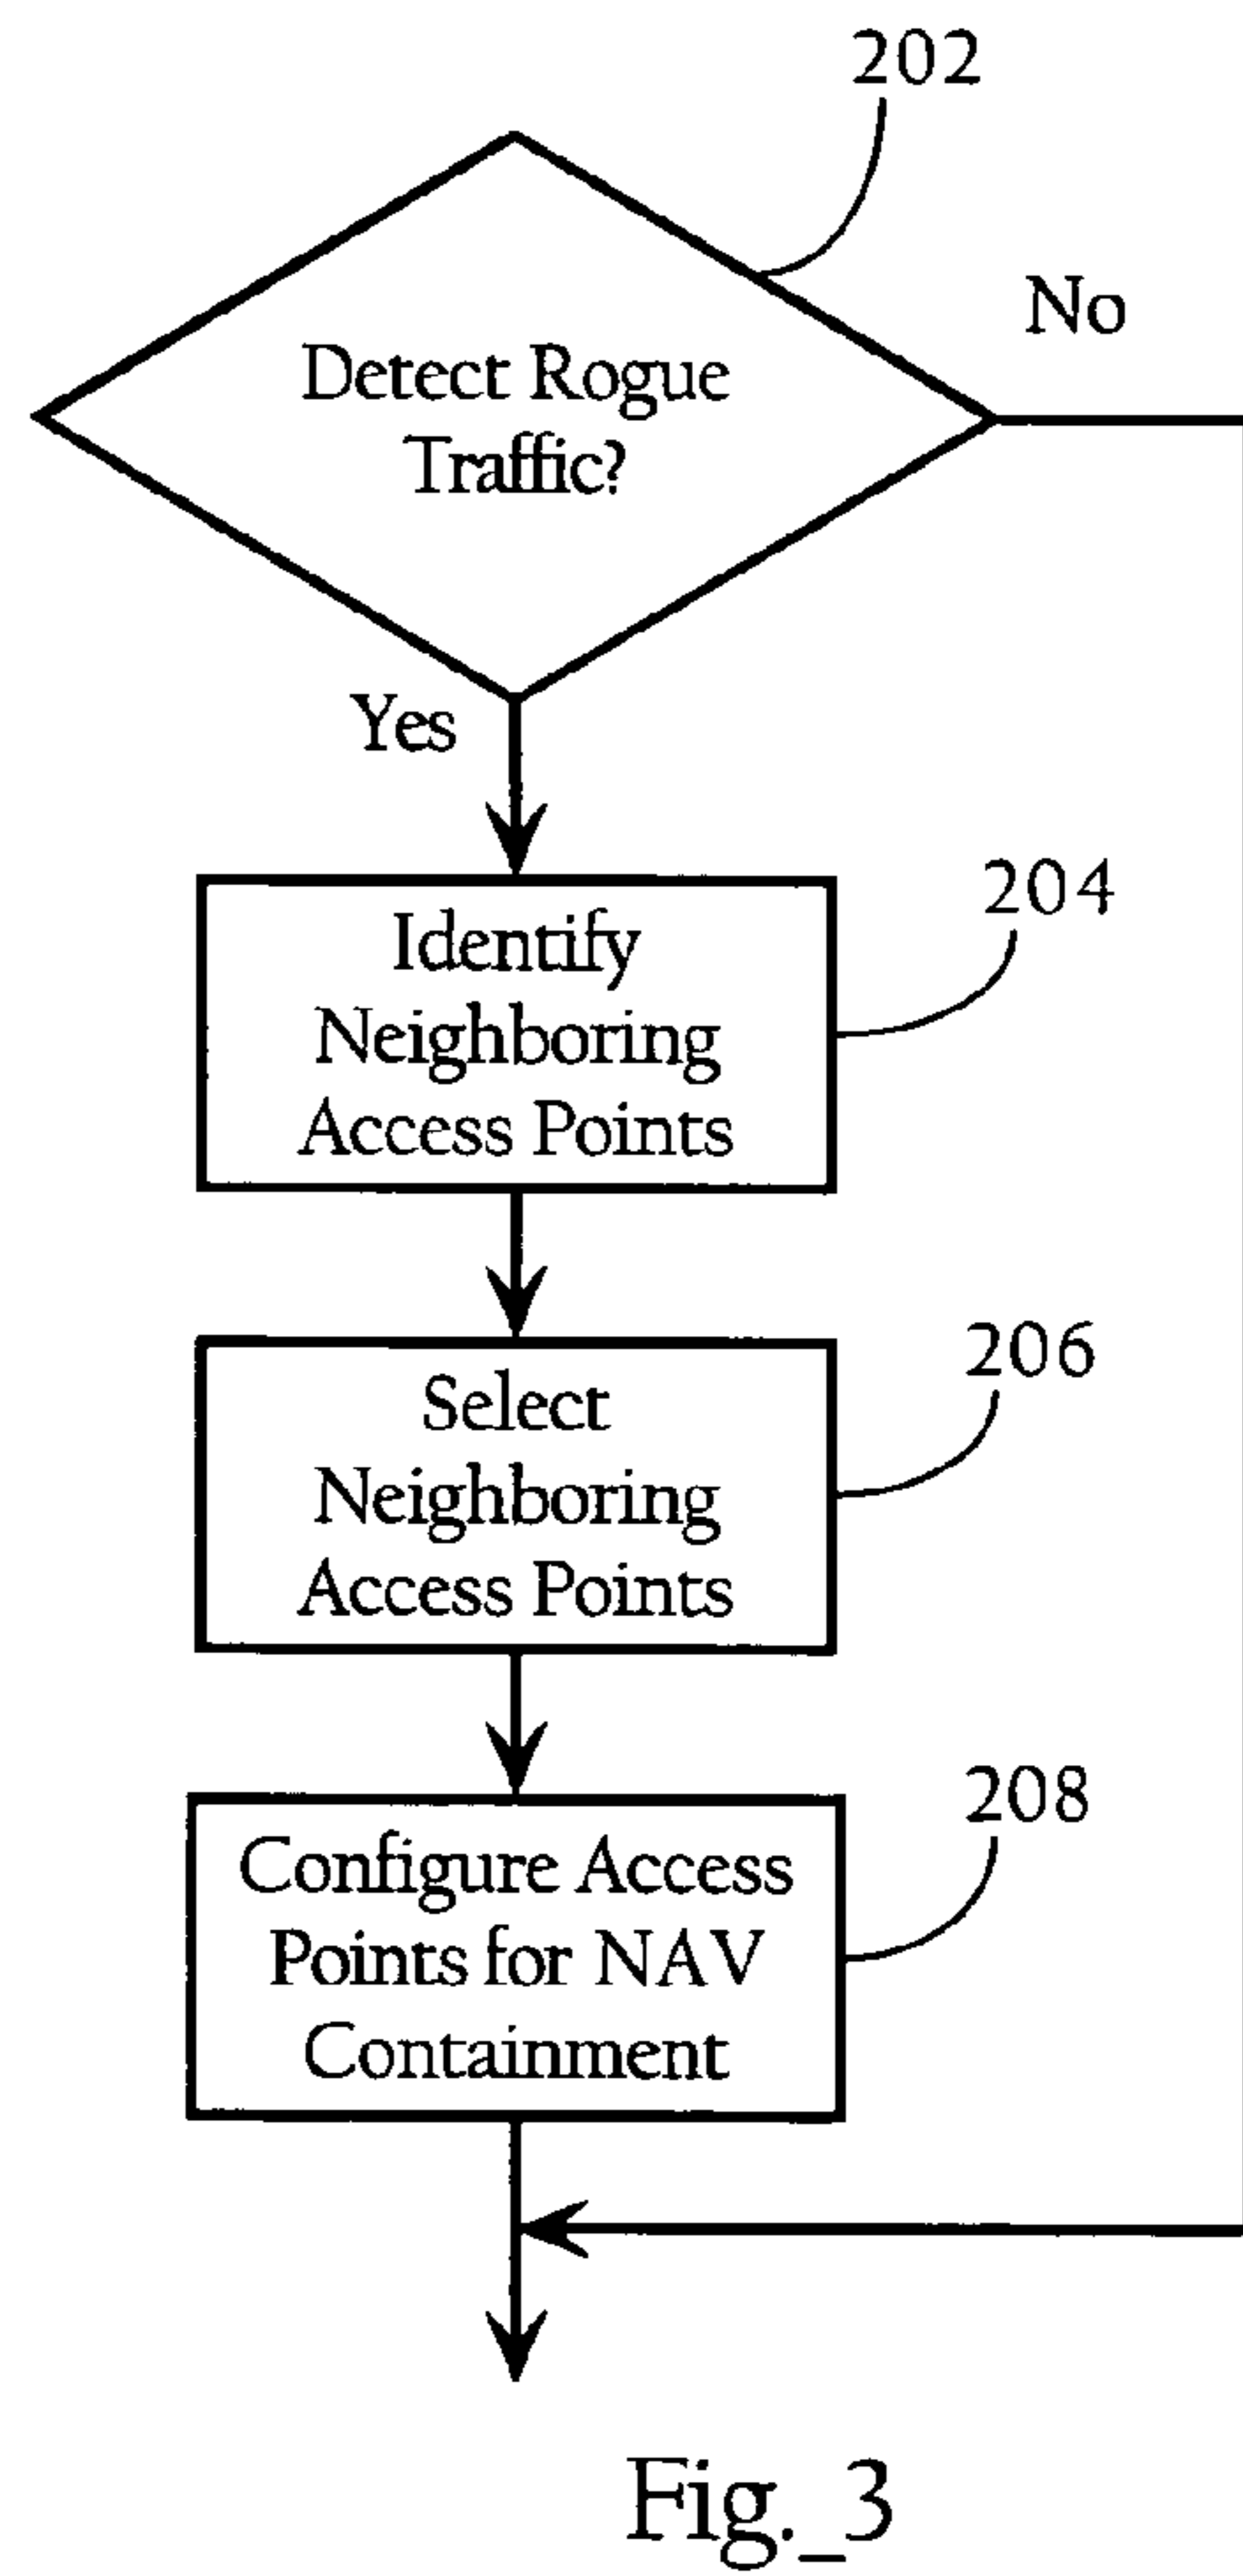 202
No
Detect Rogue
Traffic?
Yes
204
Identify
Neighboring
Access Points
206
Select
Neighboring
Access Points
208
Configure Access
Points for NAV
Containment
Fig._3